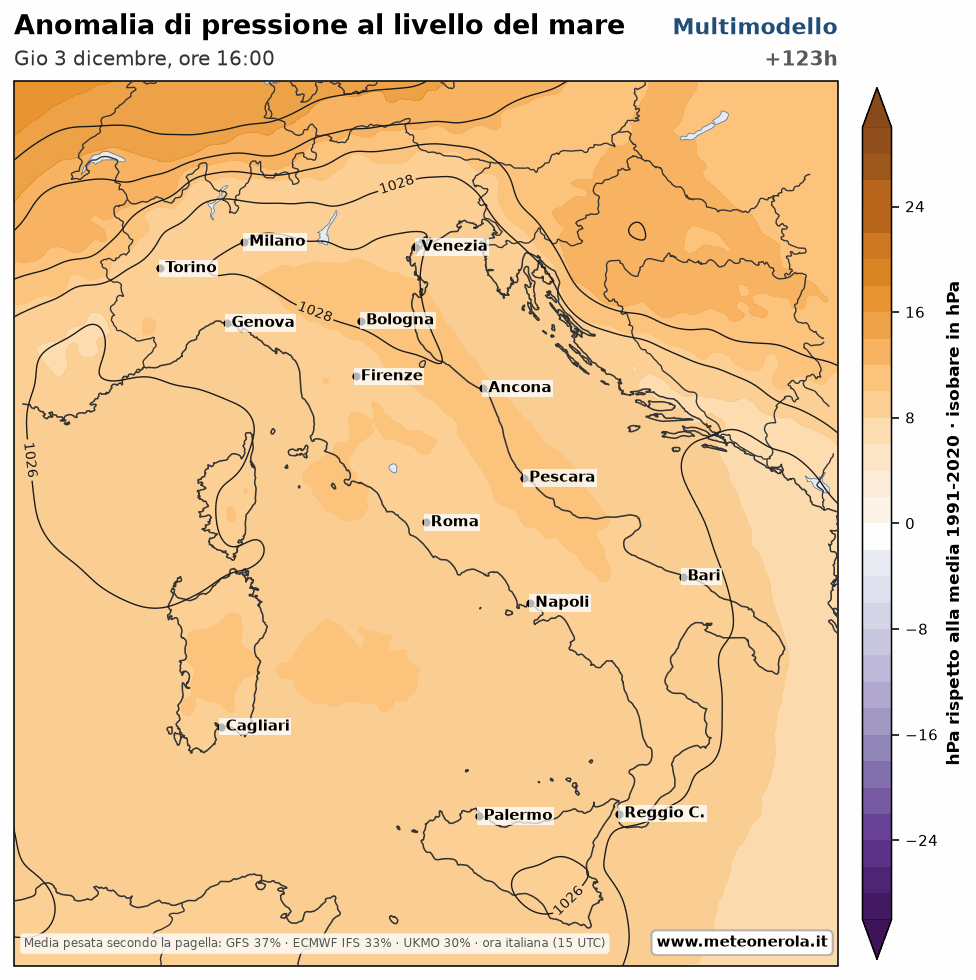 Anomalia di pressione al livello del mare
Multimodello
Gio 3 dicembre, ore 16:00
+123h
1028
Milano
Venezia
Torino
1028
Genova
Bologna
Firenze
Ancona
1026
Pescara
Roma
Bari
Napoli
Cagliari
Palermo
Reggio C.
1026
Media pesata secondo la pagella: GFS 37% · ECMWF IFS 33% · UKMO 30% · ora italiana (15 UTC)
www.meteonerola.it
24
16
8
0
−8
−16
−24
hPa rispetto alla media 1991-2020 · isobare in hPa